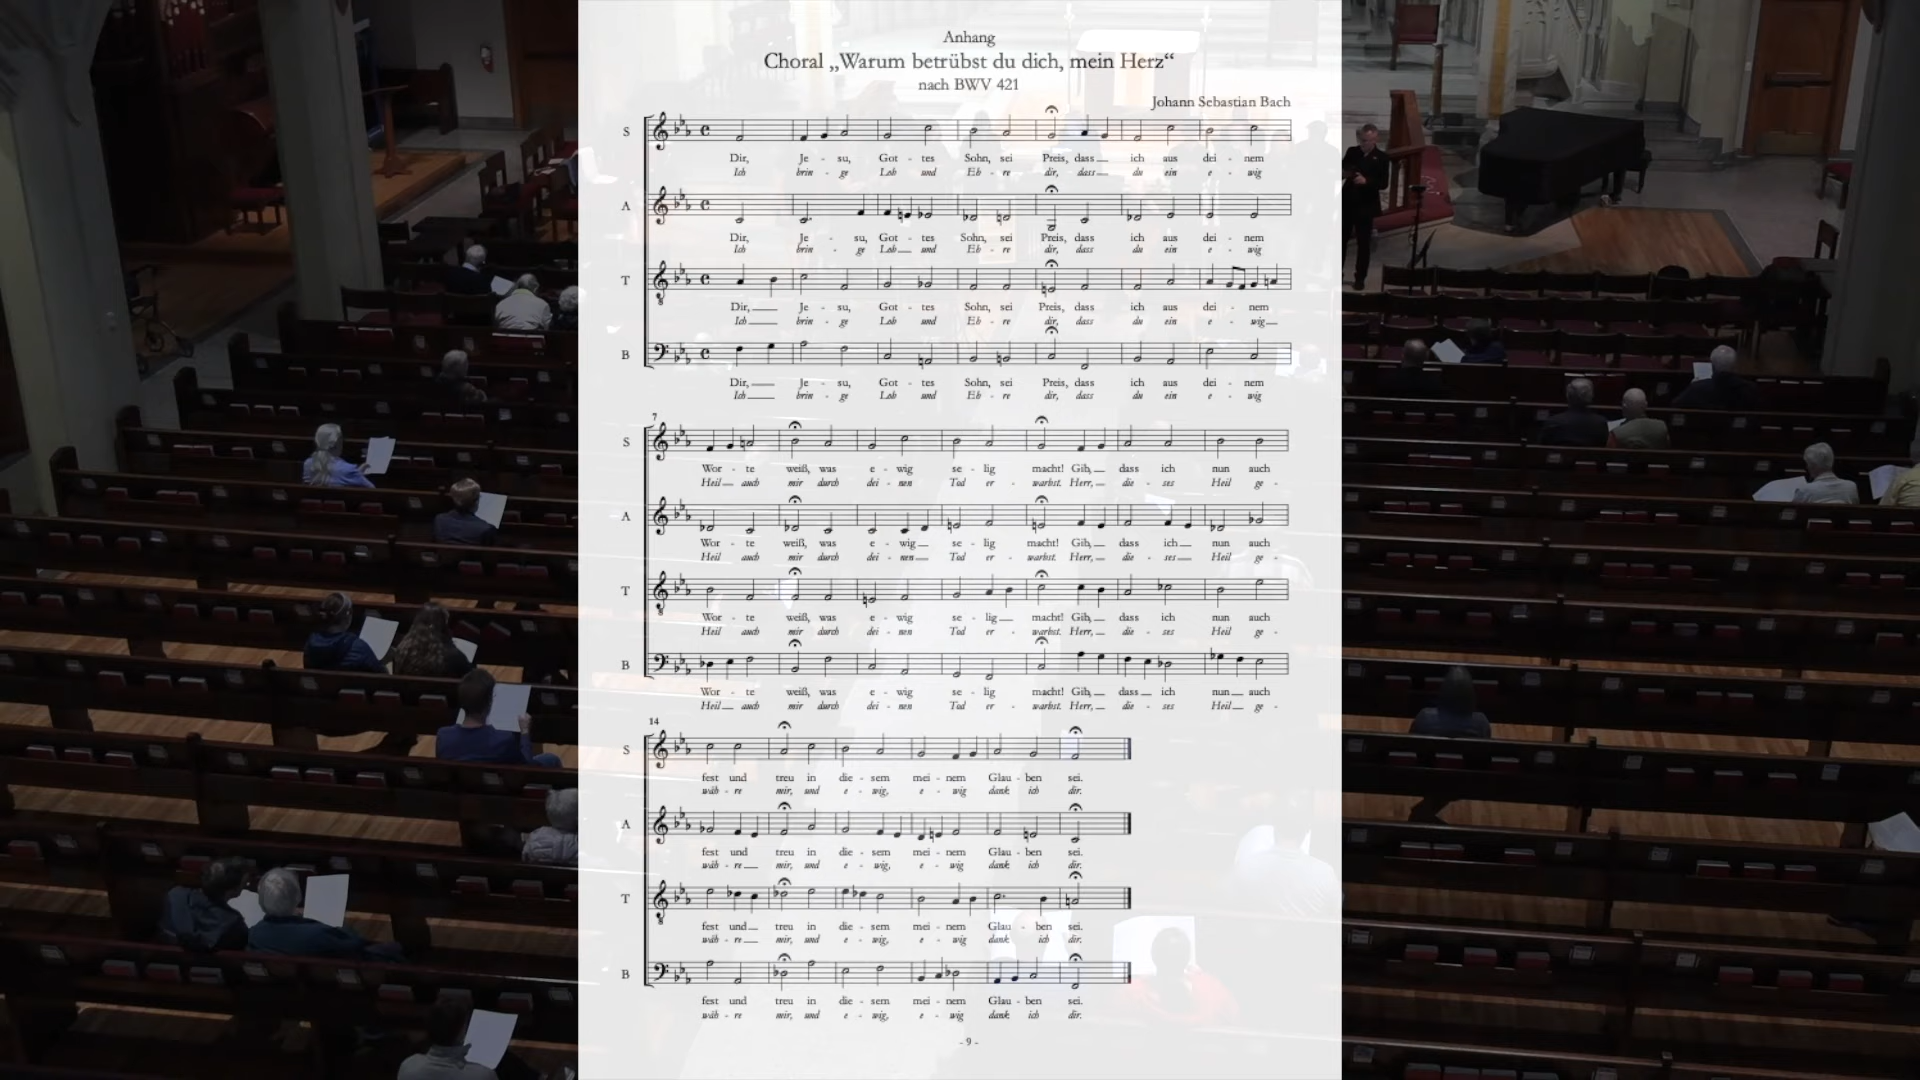 Anhang
Choral „Warum betrübst du dich, mein Herz“
nach BWV 421
Johann Sebastian Bach
S
Dir, Je - su, Got - tes Sohn, sei Preis, dass ich aus dei - nem
Ich brin - ge Lob und Eh - re dir, dass du ein e - wig
A
Dir, Je - su, Got - tes Sohn, sei Preis, dass ich aus dei - nem
Ich brin - ge Lob und Eh - re dir, dass du ein e - wig
T
Dir, Je - su, Got - tes Sohn, sei Preis, dass ich aus dei - nem
Ich brin - ge Lob und Eh - re dir, dass du ein e - wig
B
Dir, Je - su, Got - tes Sohn, sei Preis, dass ich aus dei - nem
Ich brin - ge Lob und Eh - re dir, dass du ein e - wig
7
S
Wor - te weiß, was e - wig se - lig macht! Gib, dass ich nun auch
Heil auch mir durch dei - nen Tod er - warbst. Herr, die - ses Heil ge -
A
Wor - te weiß, was e - wig se - lig macht! Gib, dass ich nun auch
Heil auch mir durch dei - nen Tod er - warbst. Herr, die - ses Heil ge -
T
Wor - te weiß, was e - wig se - lig macht! Gib, dass ich nun auch
Heil auch mir durch dei - nen Tod er - warbst. Herr, die - ses Heil ge -
B
Wor - te weiß, was e - wig se - lig macht! Gib, dass ich nun auch
Heil auch mir durch dei - nen Tod er - warbst. Herr, die - ses Heil ge -
14
S
fest und treu in die - sem mei - nem Glau - ben sei.
wäh - re mir, und e - wig, e - wig dank ich dir.
A
fest und treu in die - sem mei - nem Glau - ben sei.
wäh - re mir, und e - wig, e - wig dank ich dir.
T
fest und treu in die - sem mei - nem Glau - ben sei.
wäh - re mir, und e - wig, e - wig dank ich dir.
B
fest und treu in die - sem mei - nem Glau - ben sei.
wäh - re mir, und e - wig, e - wig dank ich dir.
- 9 -